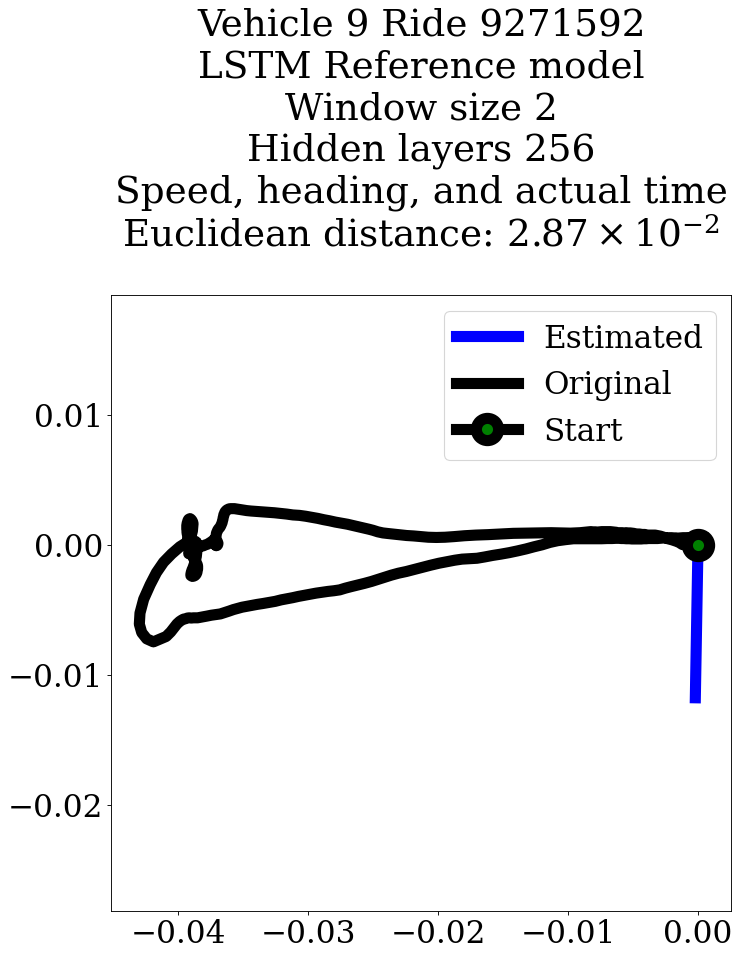 Vehicle 9 Ride 9271592
LSTM Reference model
Window size 2
Hidden layers 256
Speed, heading, and actual time
Euclidean distance: 2.87 × 10⁻²
Estimated
Original
Start
0.01
0.00
−0.01
−0.02
−0.04 −0.03 −0.02 −0.01 0.00